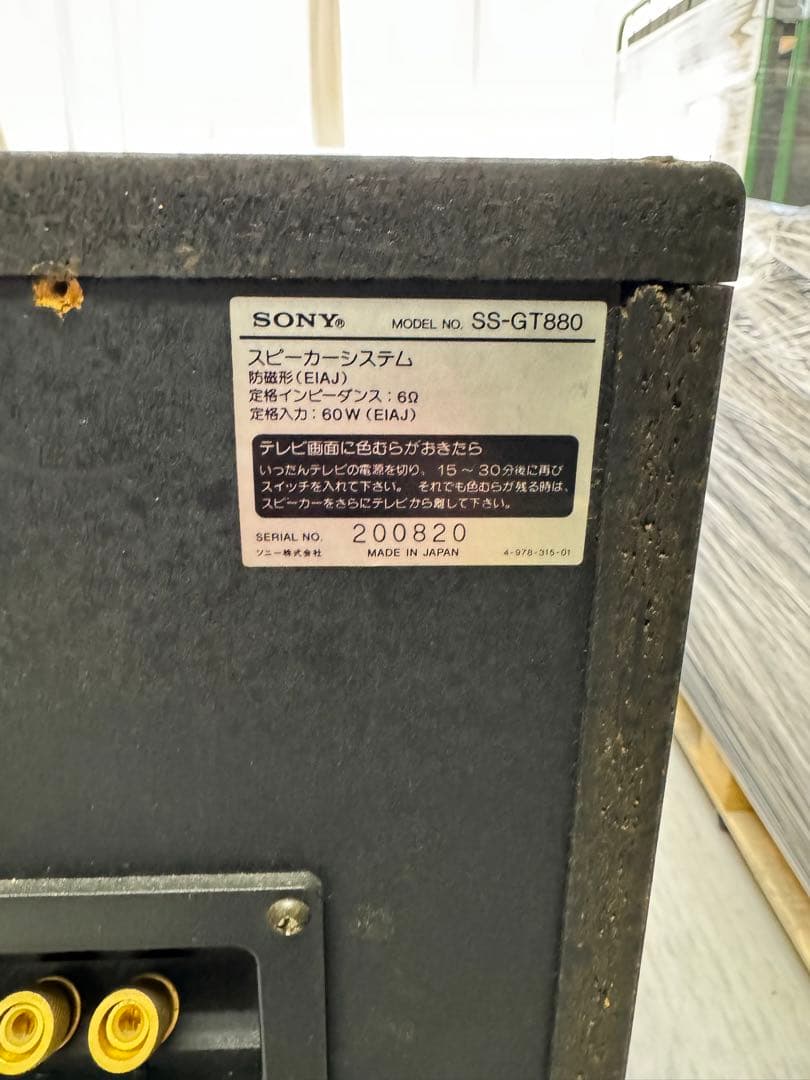 SONY® MODEL NO. SS-GT880
スピーカーシステム
防磁形(EIAJ)
定格インピーダンス:6Ω
定格入力:60W(EIAJ)
テレビ画面に色むらがおきたら
いったんテレビの電源を切り、15～30分後に再び
スイッチを入れて下さい。それでも色むらが残る時は、
スピーカーをさらにテレビから離して下さい。
SERIAL NO. 200820
ソニー株式会社 MADE IN JAPAN 4-978-315-01